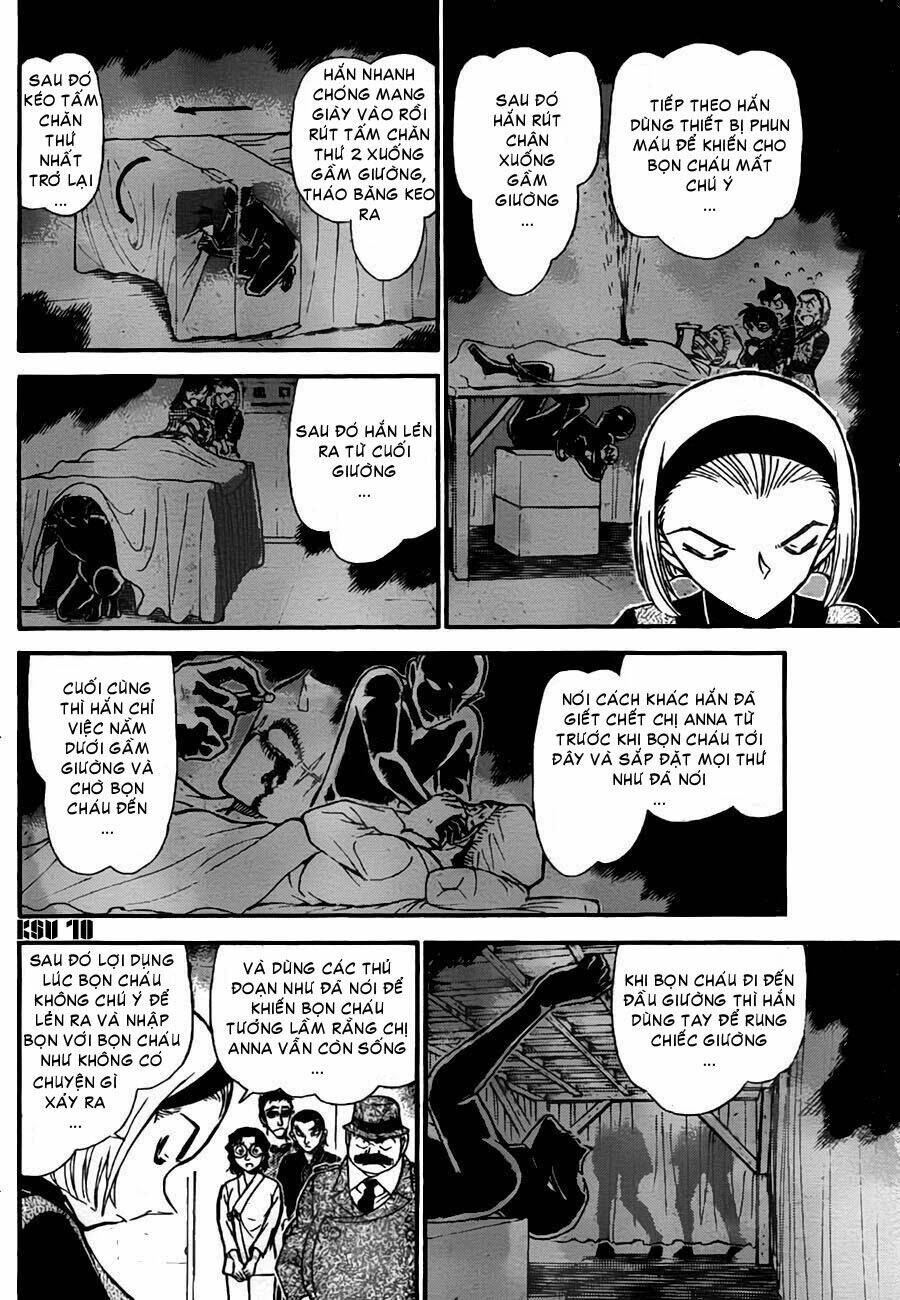 TIẾP THEO HẮN
DÙNG THIẾT BỊ PHUN
MÁU ĐỂ KHIẾN CHO
BỌN CHÁU MẤT
CHÚ Ý
...
SAU ĐÓ
HẮN RÚT
CHÂN
XUỐNG
GẦM
GIƯỜNG
...
HẮN NHANH
CHÓNG MANG
GIÀY VÀO RỒI
RÚT TẤM CHĂN
THỨ 2 XUỐNG
GẦM GIƯỜNG,
THÁO BĂNG KEO
RA
SAU ĐÓ
KÉO TẤM
CHĂN
THỨ
NHẤT
TRỞ LẠI
...
SAU ĐÓ HẮN LÉN
RA TỪ CUỐI
GIƯỜNG
...
NÓI CÁCH KHÁC HẮN ĐÃ
GIẾT CHẾT CHỊ ANNA TỪ
TRƯỚC KHI BỌN CHÁU TỚI
ĐÂY VÀ SẮP ĐẶT MỌI THỨ
NHƯ ĐÃ NÓI
...
CUỐI CÙNG
THÌ HẮN CHỈ
VIỆC NẰM
DƯỚI GẦM
GIƯỜNG VÀ
CHỜ BỌN
CHÁU ĐẾN
...
KSV 10
KHI BỌN CHÁU ĐI ĐẾN
ĐẦU GIƯỜNG THÌ HẮN
DÙNG TAY ĐỂ RUNG
CHIẾC GIƯỜNG
...
VÀ DÙNG CÁC THỦ
ĐOẠN NHƯ ĐÃ NÓI ĐỂ
KHIẾN BỌN CHÁU
TƯỞNG LẦM RẰNG CHỊ
ANNA VẪN CÒN SỐNG
...
SAU ĐÓ LỢI DỤNG
LÚC BỌN CHÁU
KHÔNG CHÚ Ý ĐỂ
LÉN RA VÀ NHẬP
BỌN VỚI BỌN CHÁU
NHƯ KHÔNG CÓ
CHUYỆN GÌ
XẢY RA